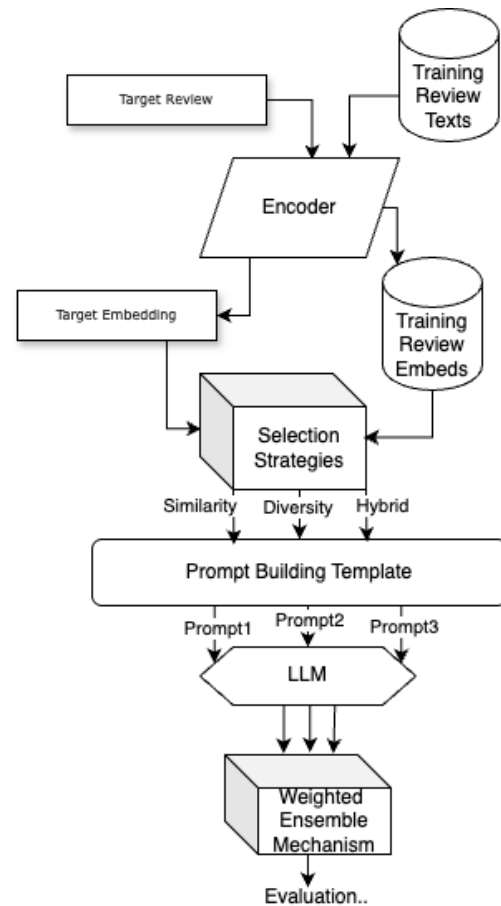 Target Review
Training
Review
Texts
Encoder
Target Embedding
Training
Review
Embeds
Selection
Strategies
Similarity
Diversity
Hybrid
Prompt Building Template
Prompt1
Prompt2
Prompt3
LLM
Weighted
Ensemble
Mechanism
Evaluation..